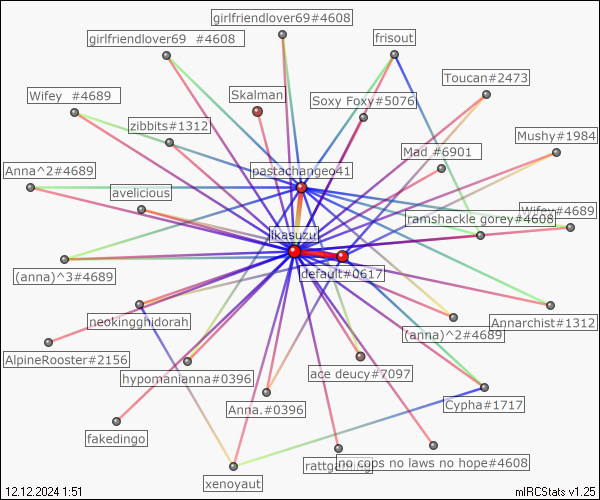 girlfriendlover69#4608
girlfriendlover69 #4608
frisout
Toucan#2473
Wifey #4689
Skalman
Soxy Foxy#5076
zibbits#1312
Mushy#1984
Mad #6901
Anna^2#4689
pastachangeo41
avelicious
Wifey#4689
ranshackle gorey#4608
ikasuzu
(anna)^3#4689
default#0617
neokingghidorah
Annarchist#1312
(anna)^2#4689
AlpineRooster#2156
hypomanianna#0396
ace deucy#7097
Anna.#0396
Cypha#1717
fakedingo
no cops no laws no hope#4608
xenoyaut
12.12.2024 1:51
mIRCStats v1.25